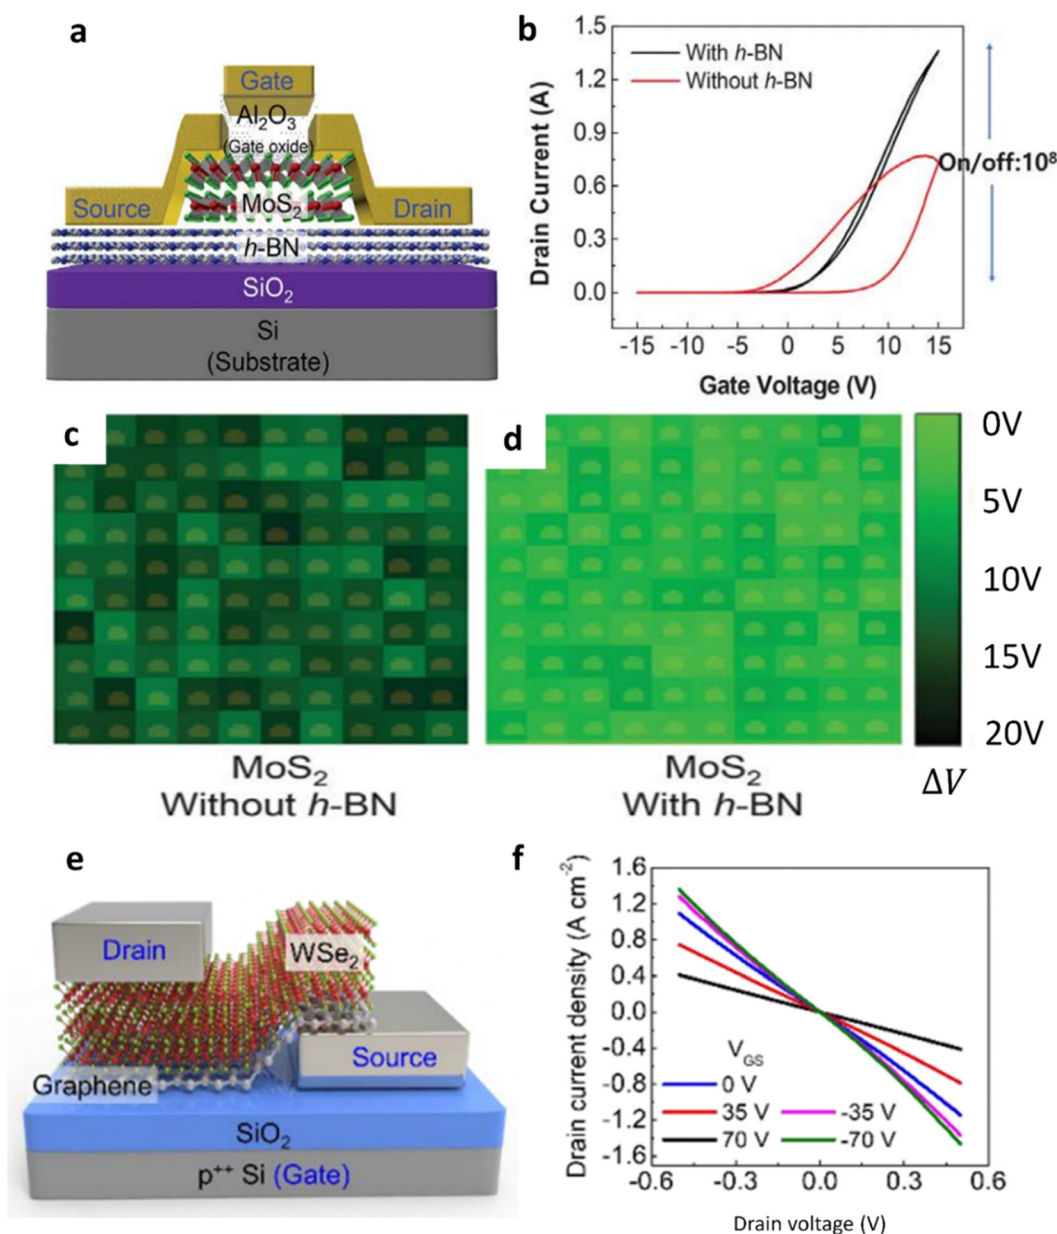 a
Gate
Al₂O₃
(Gate oxide)
Source
MoS₂
Drain
h-BN
SiO₂
Si
(Substrate)
b
Drain Current (A)
1.5
1.2
0.9
0.6
0.3
0.0
With h-BN
Without h-BN
On/off:10⁸
-15 -10 -5 0 5 10 15
Gate Voltage (V)
c
MoS₂
Without h-BN
d
MoS₂
With h-BN
0V
5V
10V
15V
20V
ΔV
e
Drain
WSe₂
Source
Graphene
SiO₂
p⁺⁺ Si (Gate)
f
Drain current density (A cm⁻²)
1.6
1.2
0.8
0.4
0.0
-0.4
-0.8
-1.2
-1.6
V_GS
0 V
35 V -35 V
70 V -70 V
-0.6 -0.3 0.0 0.3 0.6
Drain voltage (V)